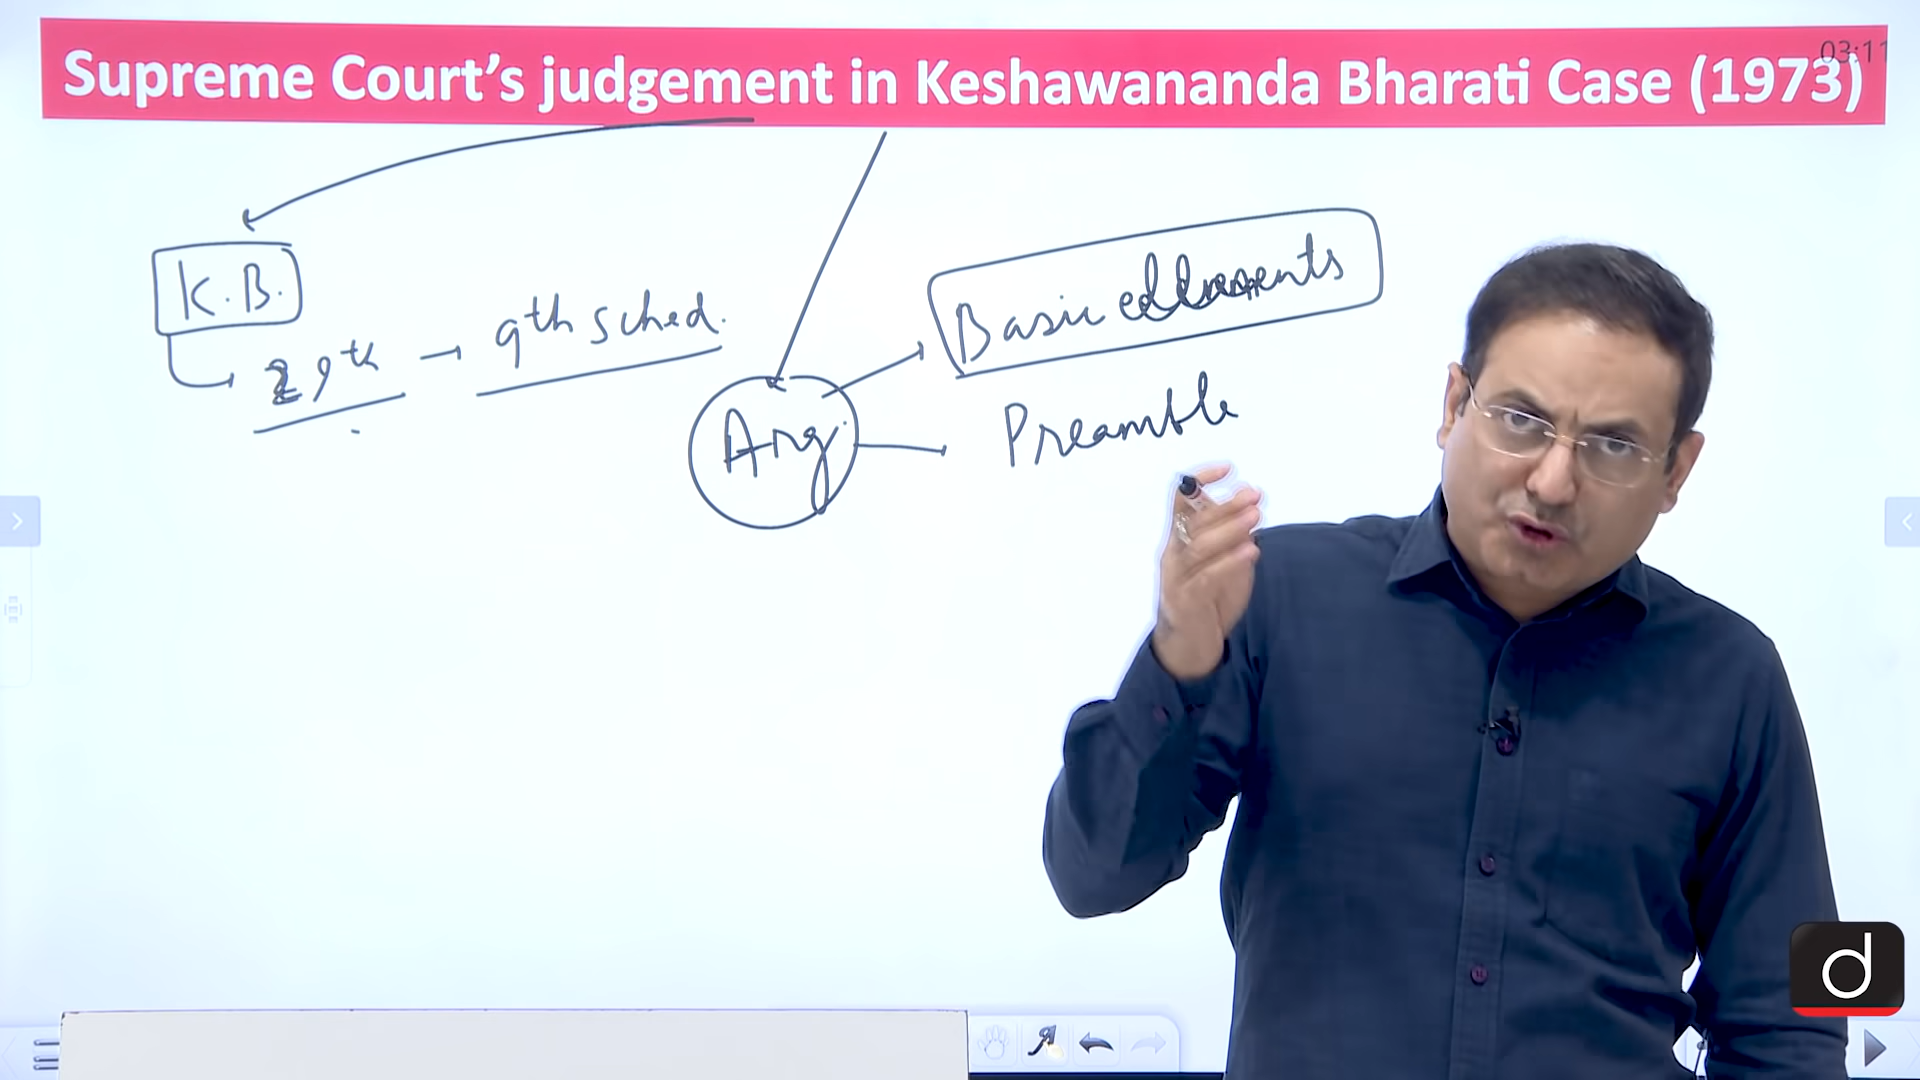 Supreme Court's judgement in Keshawananda Bharati Case (1973)
03:11
K.B.
29th → 9th Sched.
Basic elements
Arg.
Preamble
d